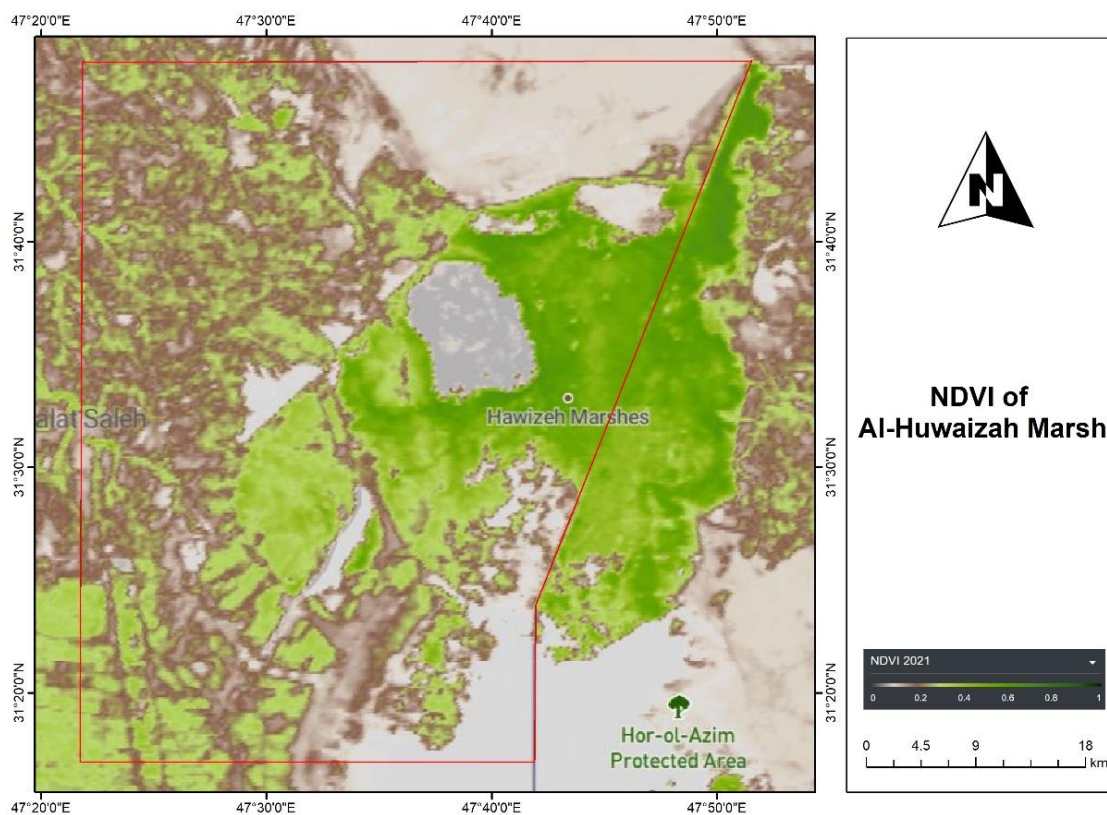 47°20'0"E 47°30'0"E 47°40'0"E 47°50'0"E
31°40'0"N 31°40'0"N
alat Saleh
Hawizeh Marshes
31°30'0"N 31°30'0"N
31°20'0"N 31°20'0"N
Hor-ol-Azim
Protected Area
47°20'0"E 47°30'0"E 47°40'0"E 47°50'0"E
N
NDVI of
Al-Huwaizah Marsh
NDVI 2021
0 0.2 0.4 0.6 0.8 1
0 4.5 9 18
km